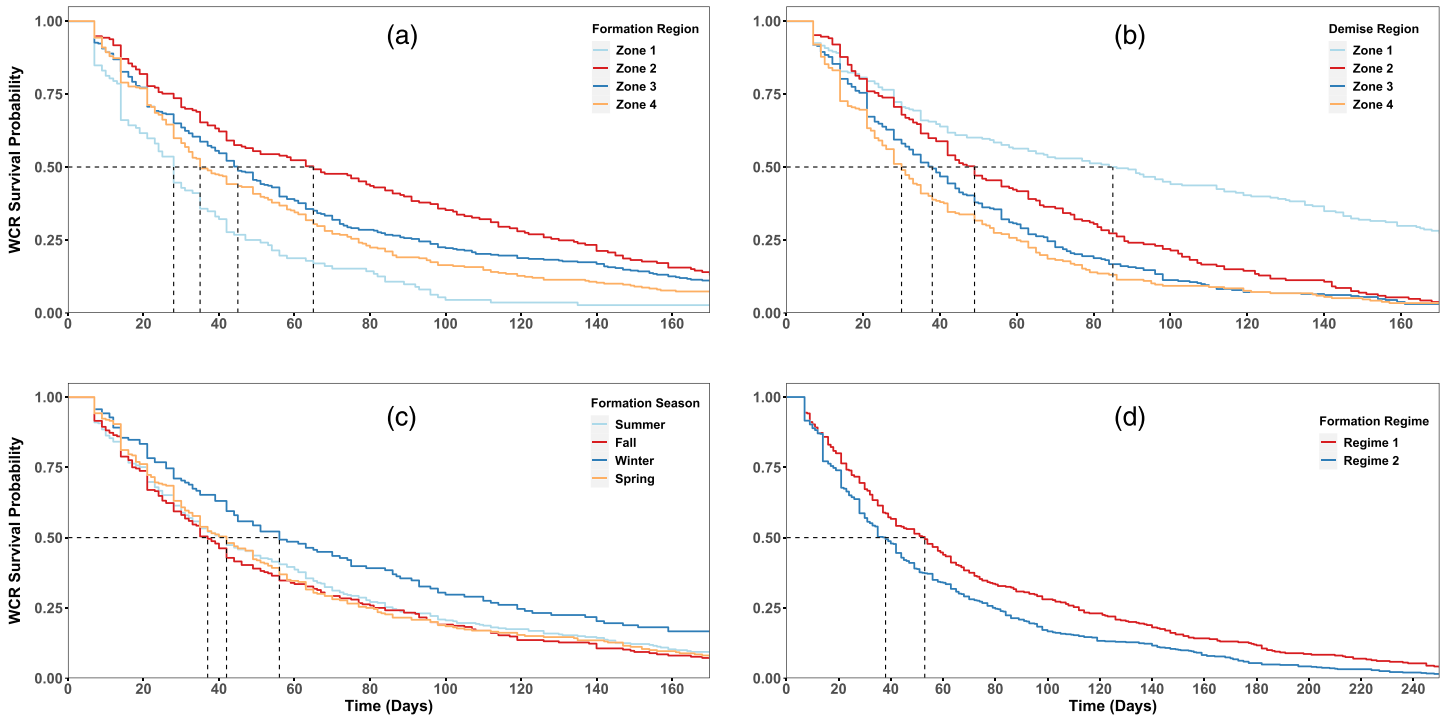 (a)
Formation Region
Zone 1
Zone 2
Zone 3
Zone 4
WCR Survival Probability
1.00
0.75
0.50
0.25
0.00
0 20 40 60 80 100 120 140 160
(b)
Demise Region
Zone 1
Zone 2
Zone 3
Zone 4
1.00
0.75
0.50
0.25
0.00
0 20 40 60 80 100 120 140 160
(c)
Formation Season
Summer
Fall
Winter
Spring
WCR Survival Probability
1.00
0.75
0.50
0.25
0.00
0 20 40 60 80 100 120 140 160
Time (Days)
(d)
Formation Regime
Regime 1
Regime 2
1.00
0.75
0.50
0.25
0.00
0 20 40 60 80 100 120 140 160 180 200 220 240
Time (Days)